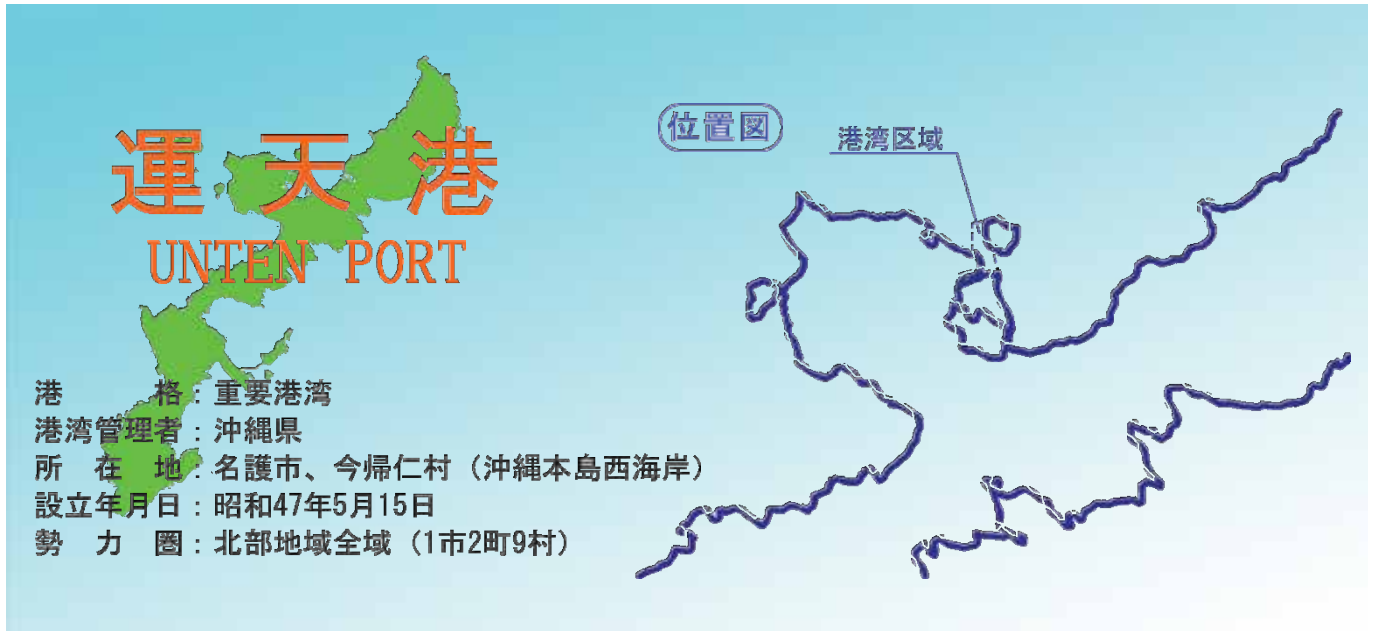 運天港
UNTEN PORT
港格：重要港湾
港湾管理者：沖縄県
所在地：名護市、今帰仁村（沖縄本島西海岸）
設立年月日：昭和47年5月15日
勢力圏：北部地域全域（1市2町9村）
位置図
港湾区域